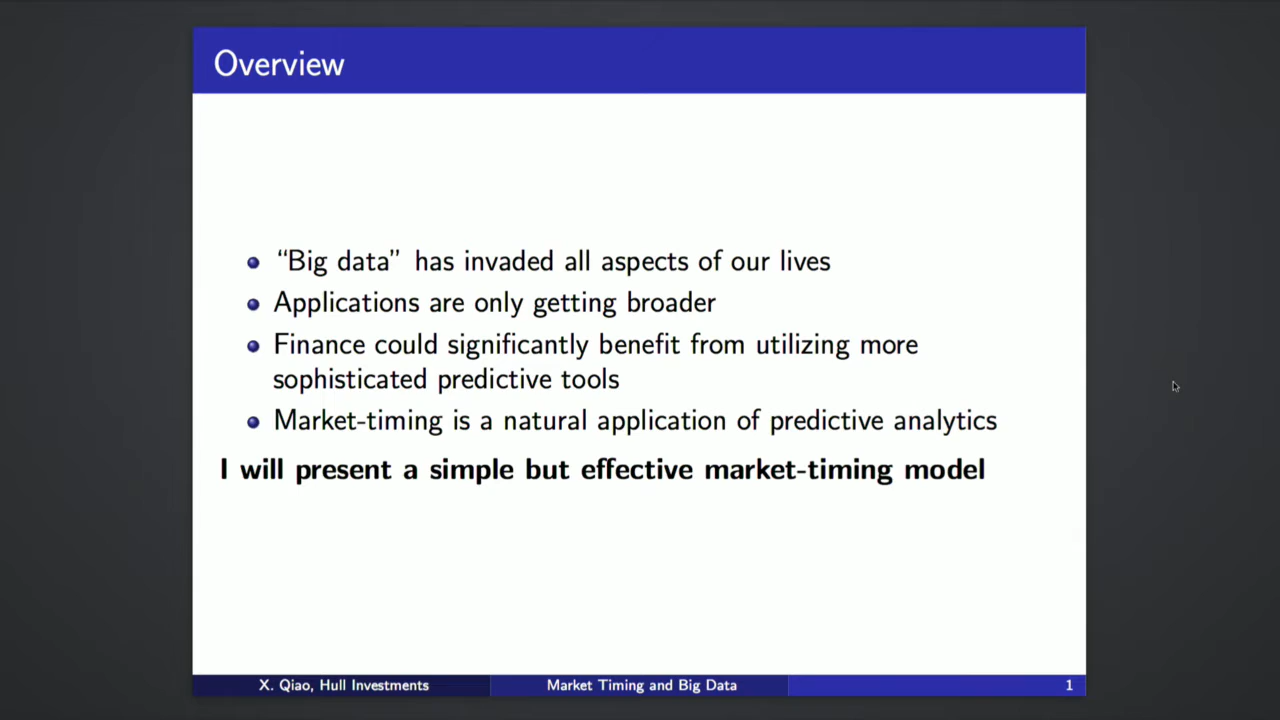 Overview
“Big data” has invaded all aspects of our lives
Applications are only getting broader
Finance could significantly benefit from utilizing more
sophisticated predictive tools
Market-timing is a natural application of predictive analytics
I will present a simple but effective market-timing model
X. Qiao, Hull Investments
Market Timing and Big Data
1